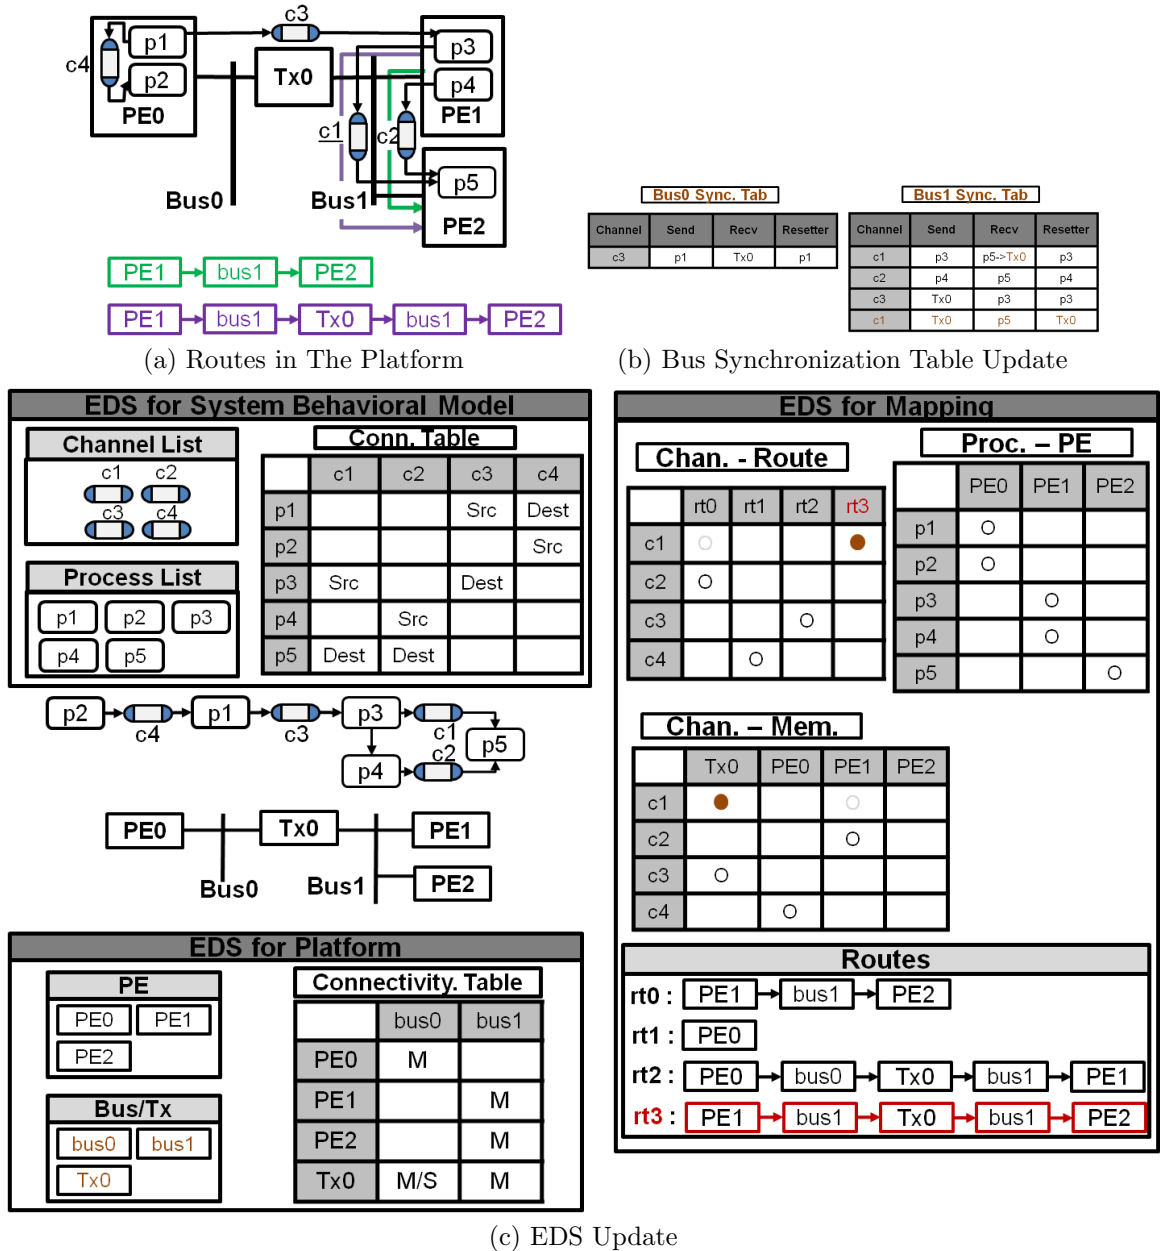 c3
p1
p3
c4
p2
Tx0
p4
PE0
PE1
c1
c2
p5
Bus0
Bus1
PE2
PE1 bus1 PE2
PE1 bus1 Tx0 bus1 PE2
(a) Routes in The Platform
Bus0 Sync. Tab
Channel Send Recv Resetter
c3 p1 Tx0 p1
Bus1 Sync. Tab
Channel Send Recv Resetter
c1 p3 p5->Tx0 p3
c2 p4 p5 p4
c3 Tx0 p3 p3
c1 Tx0 p5 Tx0
(b) Bus Synchronization Table Update
EDS for System Behavioral Model
Channel List
c1 c2
c3 c4
Process List
p1 p2 p3
p4 p5
Conn. Table
c1 c2 c3 c4
p1 Src Dest
p2 Src
p3 Src Dest
p4 Src
p5 Dest Dest
p2 p1 p3
c4 c3 c1
p5
c2
p4
PE0 Tx0 PE1
Bus0 Bus1 PE2
EDS for Platform
PE
PE0 PE1
PE2
Bus/Tx
bus0 bus1
Tx0
Connectivity. Table
bus0 bus1
PE0 M
PE1 M
PE2 M
Tx0 M/S M
EDS for Mapping
Chan. - Route
rt0 rt1 rt2 rt3
c1
c2
c3
c4
Proc. – PE
PE0 PE1 PE2
p1
p2
p3
p4
p5
Chan. – Mem.
Tx0 PE0 PE1 PE2
c1
c2
c3
c4
Routes
rt0 : PE1 bus1 PE2
rt1 : PE0
rt2 : PE0 bus0 Tx0 bus1 PE1
rt3 : PE1 bus1 Tx0 bus1 PE2
(c) EDS Update